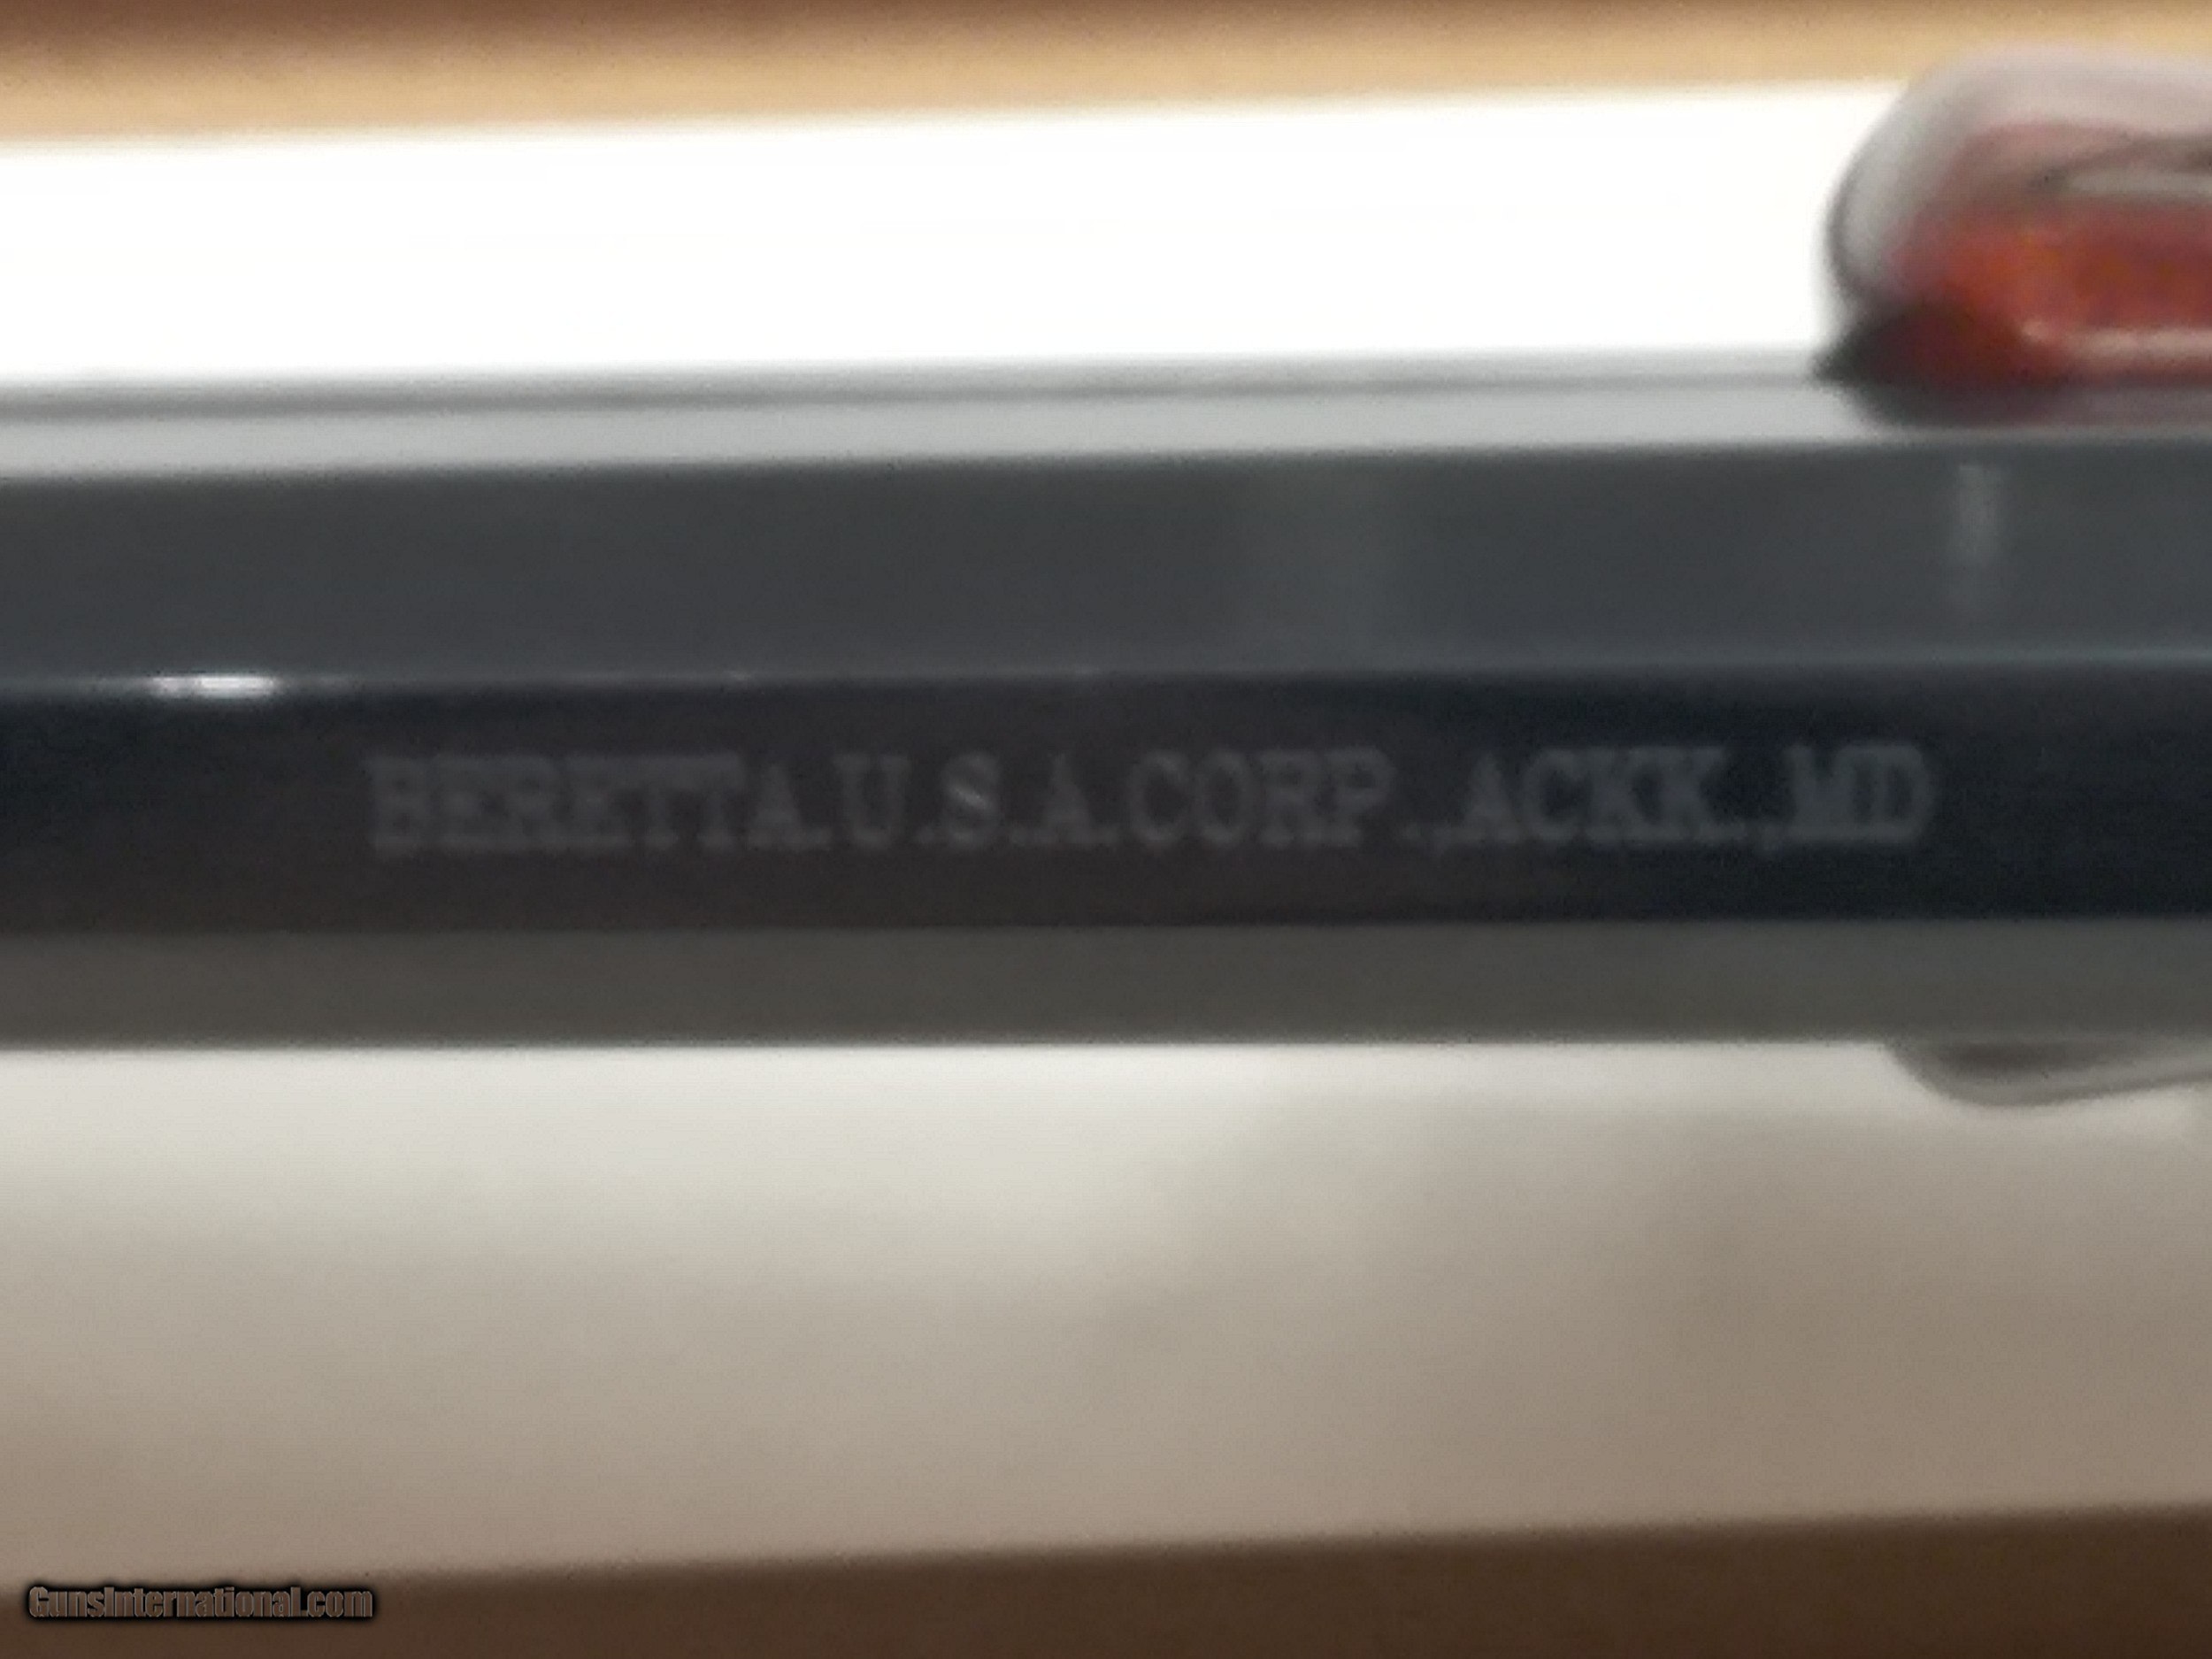 BERETTA.U.S.A.CORP.,ACKK.,MD
GunsInternational.com